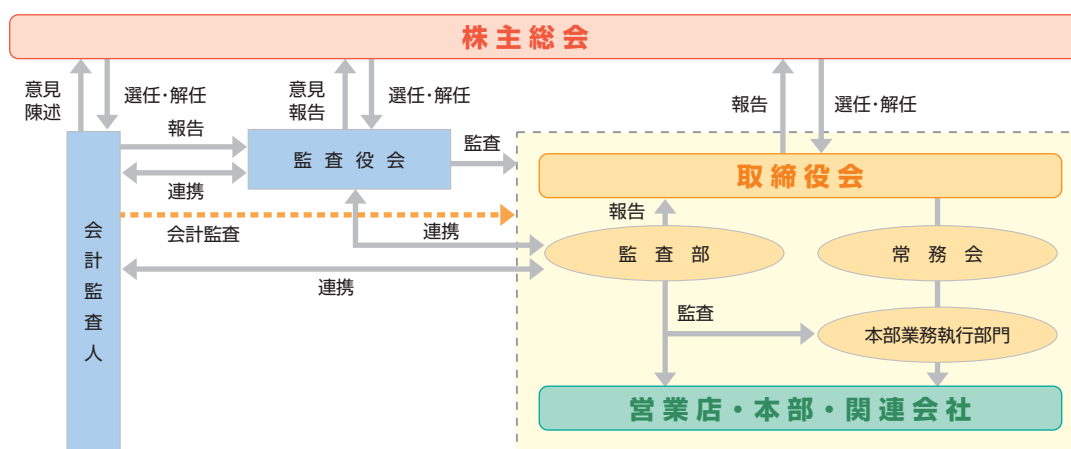 株主総会
意見
陳述
選任・解任
意見
報告
選任・解任
報告
選任・解任
報告
監査役会
監査
取締役会
連携
報告
会計監査
連携
監査部
常務会
会計監査人
連携
監査
本部業務執行部門
営業店・本部・関連会社